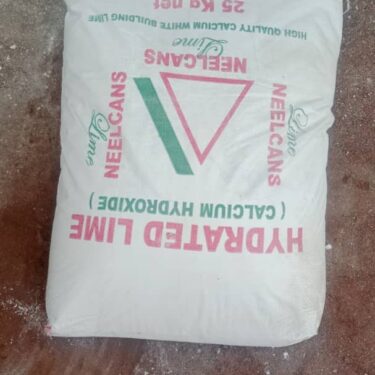 HYDRATED LIME
( CALCIUM HYDROXIDE )
NEELCANS
Lime
NEELCANS
Lime
NEELCANS
Lime
HIGH QUALITY CALCIUM WHITE BUILDING LIME
25 Kg net